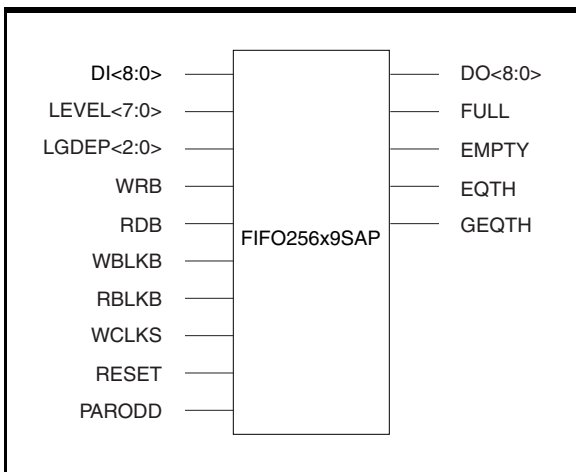 DI<8:0>
LEVEL<7:0>
LGDEP<2:0>
WRB
RDB
WBLKB
RBLKB
WCLKS
RESET
PARODD
FIFO256x9SAP
DO<8:0>
FULL
EMPTY
EQTH
GEQTH